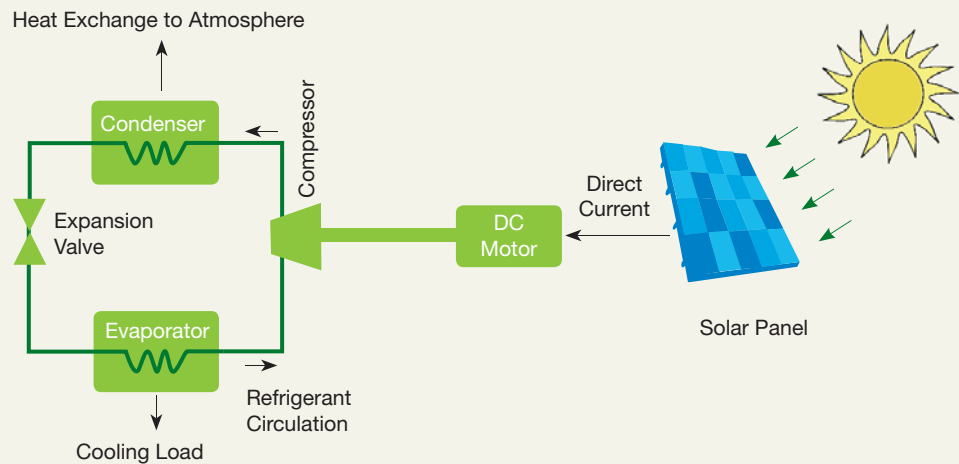 Heat Exchange to Atmosphere
Condenser
Compressor
Expansion
Valve
Direct
Current
DC
Motor
Evaporator
Solar Panel
Refrigerant
Circulation
Cooling Load